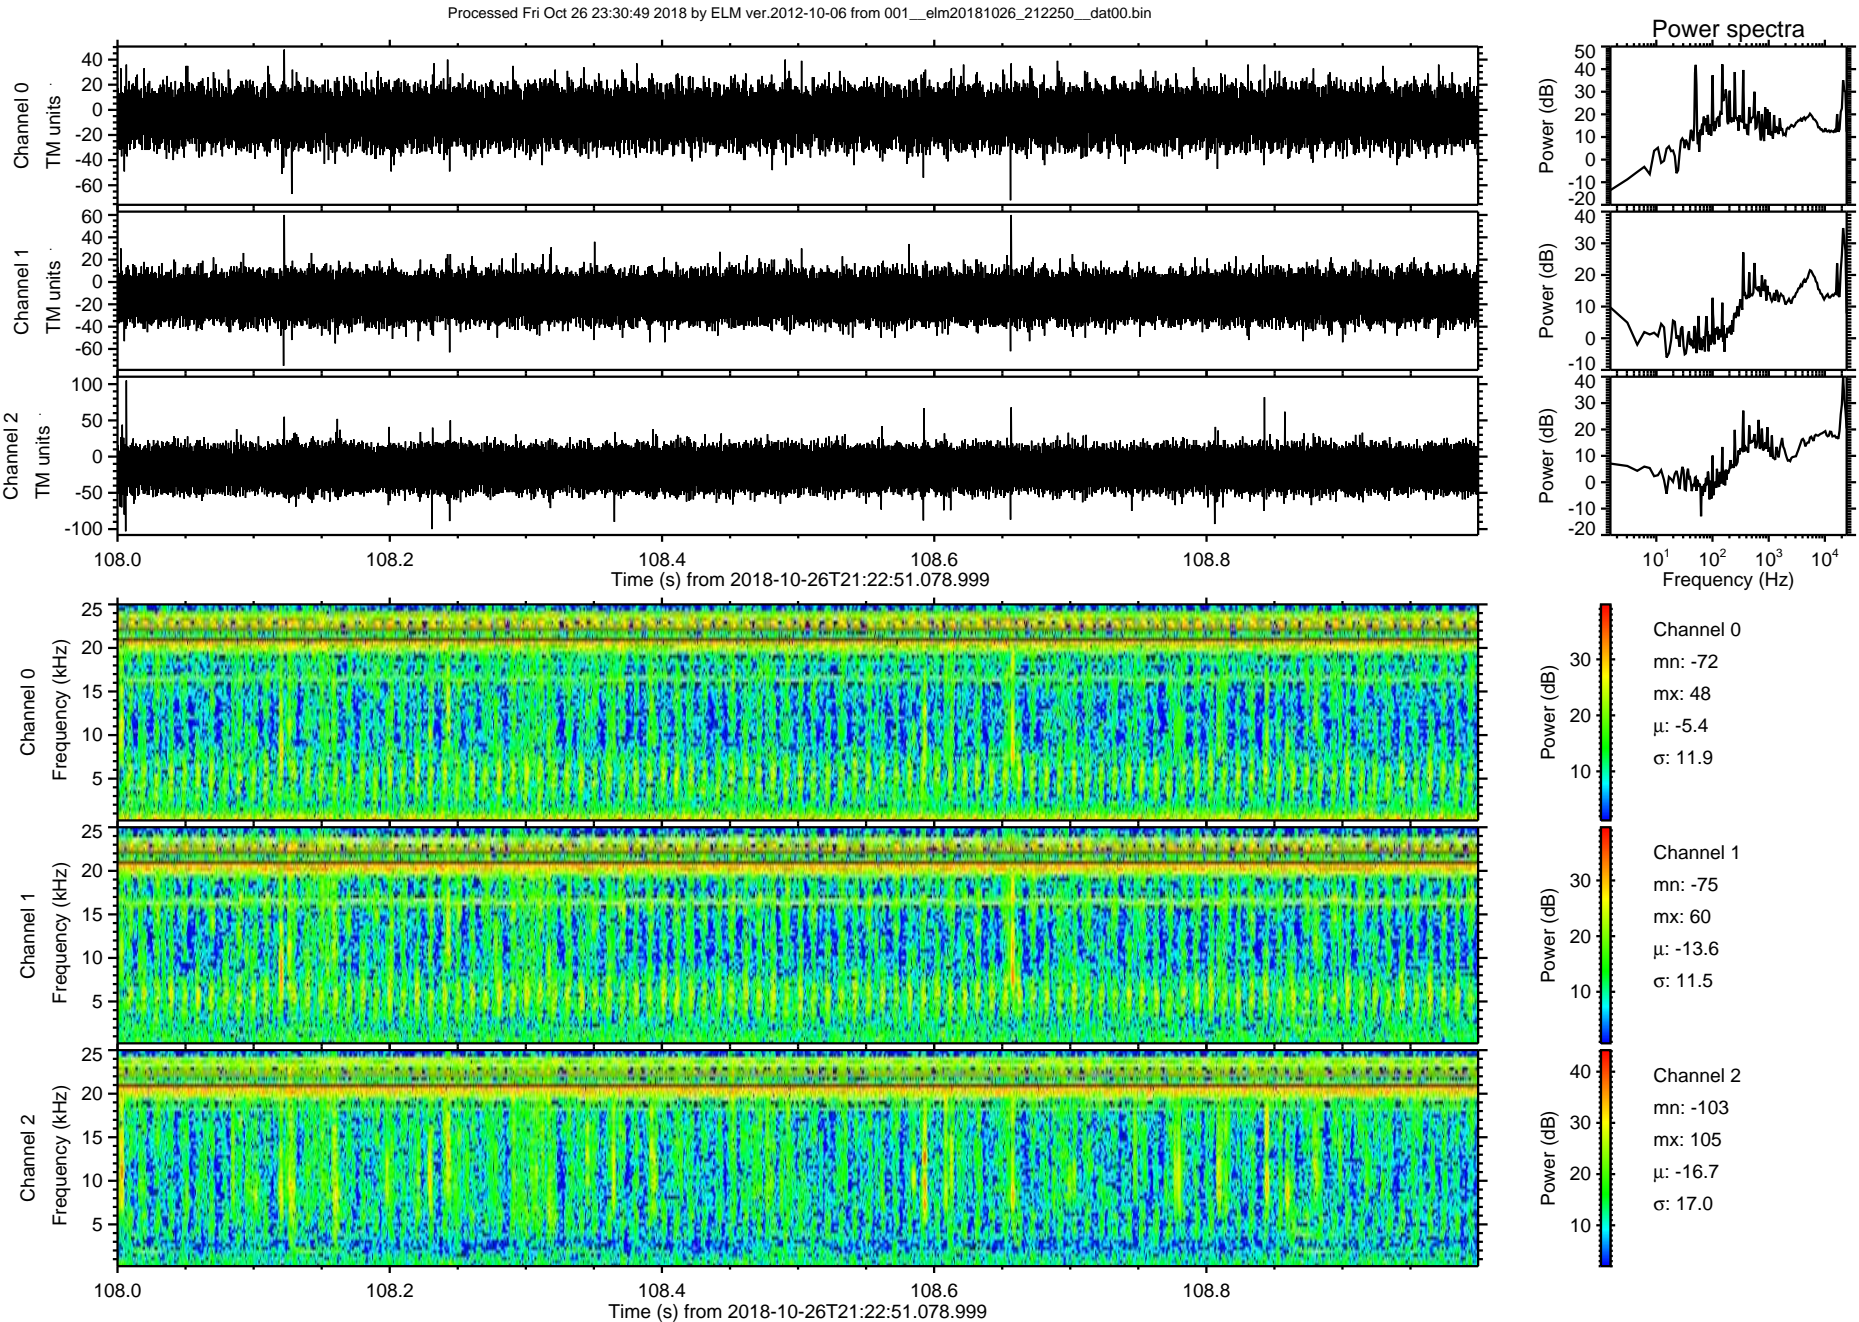 Processed Fri Oct 26 23:30:49 2018 by ELM ver.2012-10-06 from 001__elm20181026_212250__dat00.bin
Power spectra
Channel 0
TM units
40
20
0
-20
-40
-60
Power (dB)
50
40
30
20
10
0
-10
-20
Channel 1
TM units
60
40
20
0
-20
-40
-60
Power (dB)
40
30
20
10
0
-10
Channel 2
TM units
100
50
0
-50
-100
Power (dB)
40
30
20
10
0
-10
-20
108.0 108.2 108.4 108.6 108.8
Time (s) from 2018-10-26T21:22:51.078.999
10^1 10^2 10^3 10^4
Frequency (Hz)
Channel 0
Frequency (kHz)
25
20
15
10
5
Power (dB)
30
20
10
Channel 0
mn: -72
mx: 48
µ: -5.4
σ: 11.9
Channel 1
Frequency (kHz)
25
20
15
10
5
Power (dB)
30
20
10
Channel 1
mn: -75
mx: 60
µ: -13.6
σ: 11.5
Channel 2
Frequency (kHz)
25
20
15
10
5
Power (dB)
40
30
20
10
Channel 2
mn: -103
mx: 105
µ: -16.7
σ: 17.0
108.0 108.2 108.4 108.6 108.8
Time (s) from 2018-10-26T21:22:51.078.999